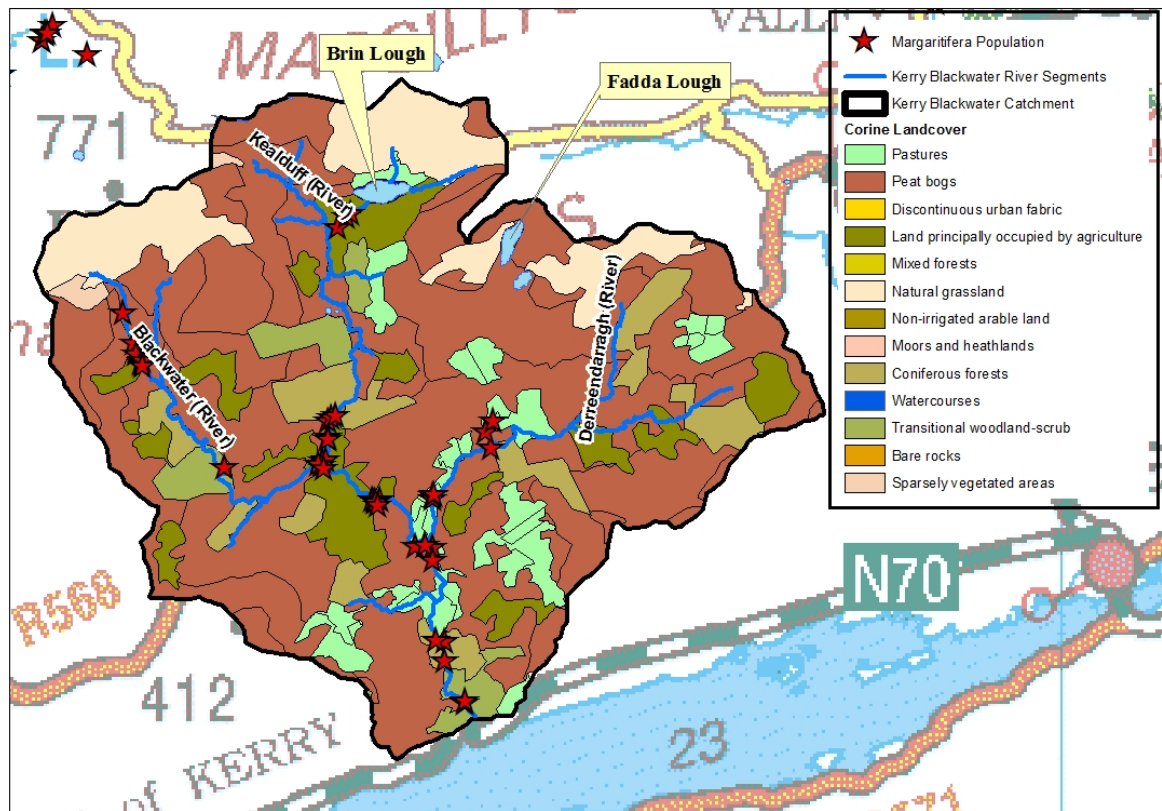 Brin Lough
Fadda Lough
771
Kealduff (River)
S
Blackwater (River)
Derreendarragh (River)
R568
N70
412
of KERRY
23
Margaritifera Population
Kerry Blackwater River Segments
Kerry Blackwater Catchment
Corine Landcover
Pastures
Peat bogs
Discontinuous urban fabric
Land principally occupied by agriculture
Mixed forests
Natural grassland
Non-irrigated arable land
Moors and heathlands
Coniferous forests
Watercourses
Transitional woodland-scrub
Bare rocks
Sparsely vegetated areas